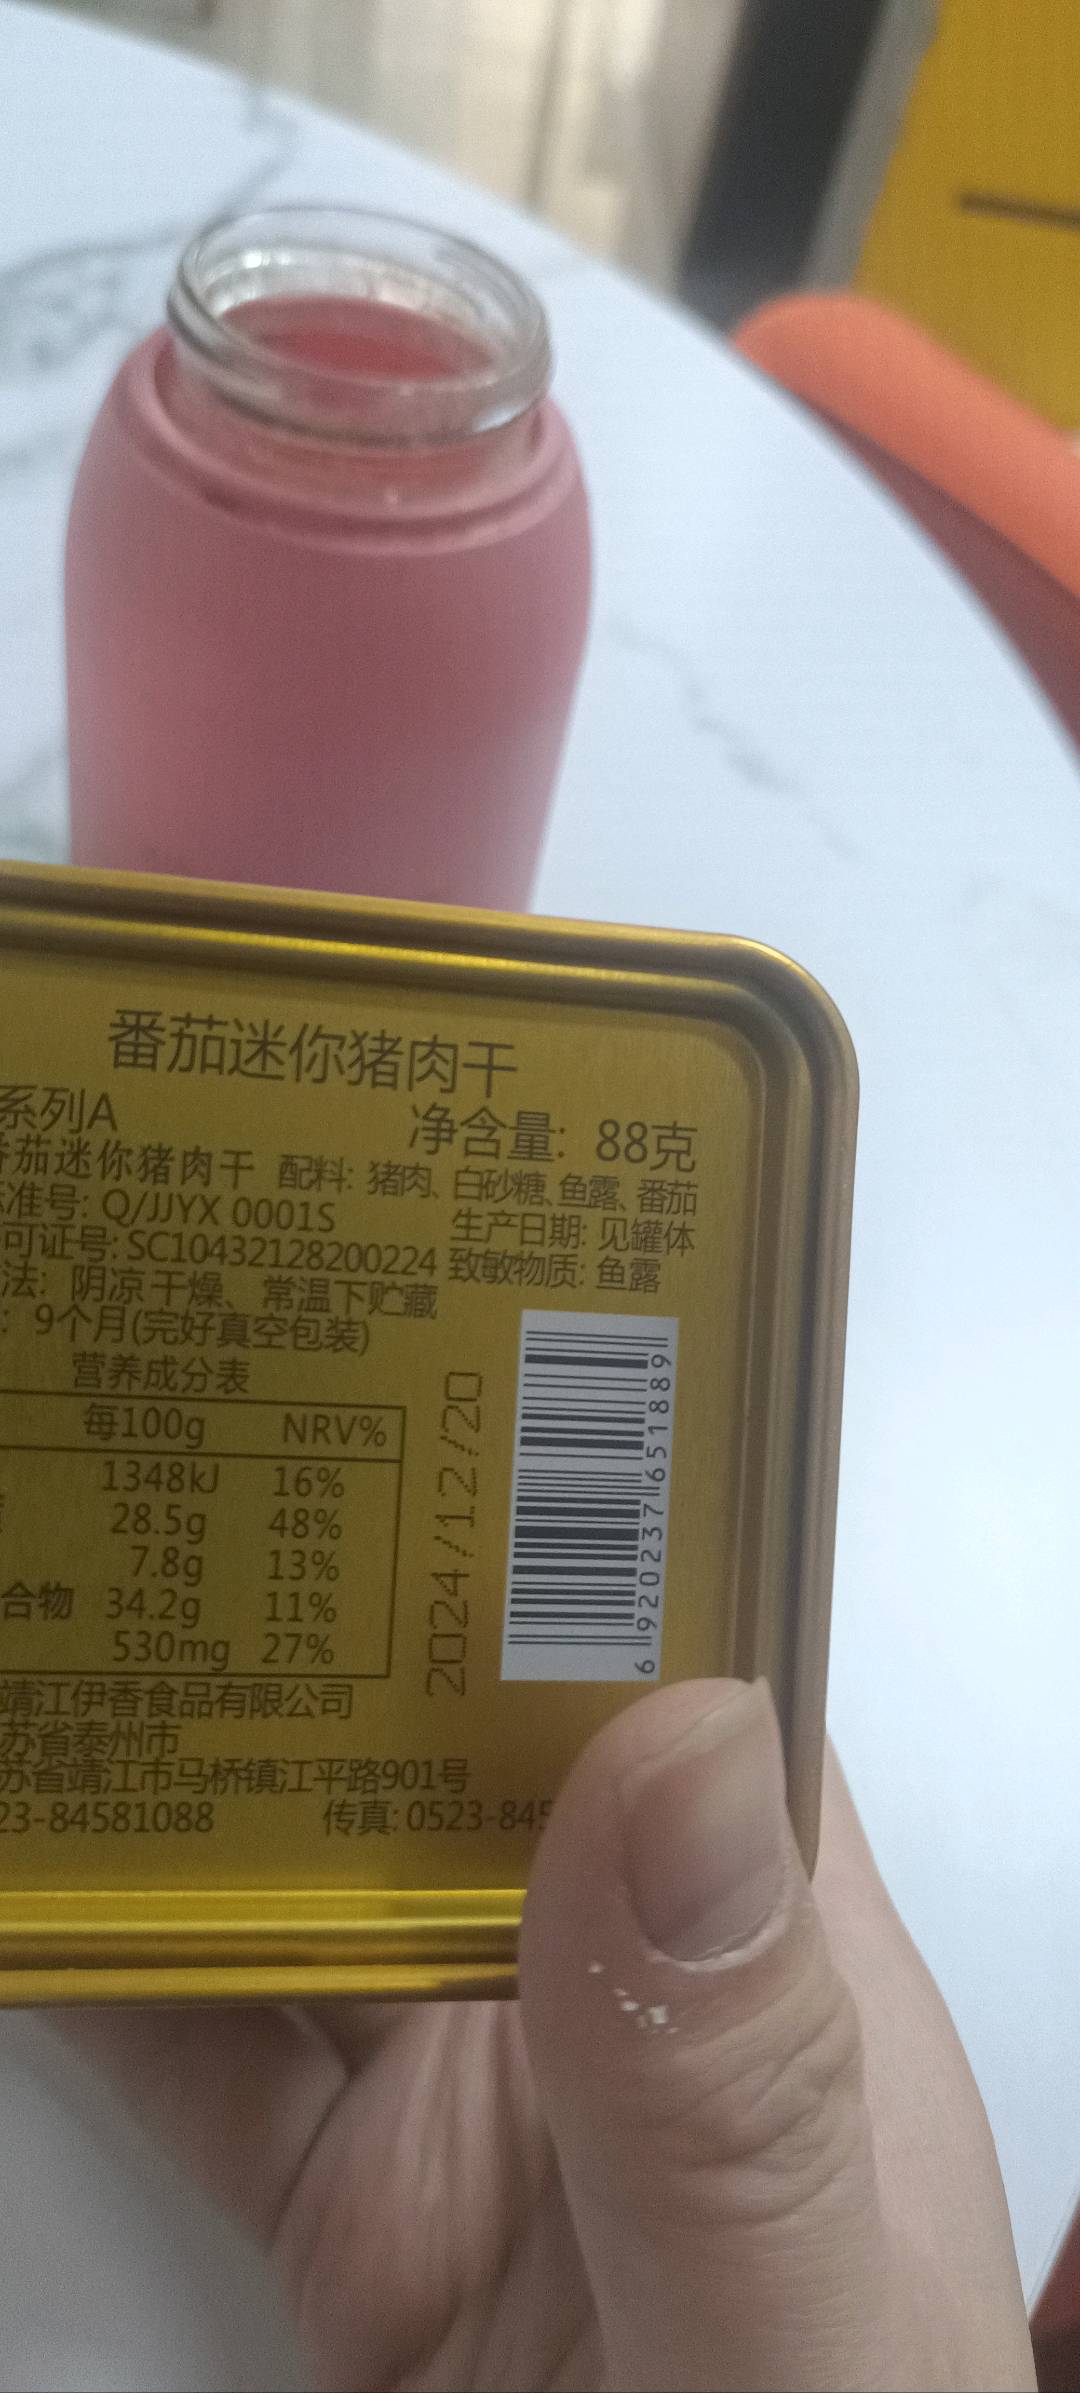 番茄迷你猪肉干
系列A
净含量: 88克
番茄迷你猪肉干 配料: 猪肉、白砂糖、鱼露、番茄
准号: Q/JJYX 0001S
生产日期: 见罐体
可证号: SC10432128200224
致敏物质: 鱼露
法: 阴凉干燥、常温下贮藏
: 9个月(完好真空包装)
营养成分表
每100g NRV%
1348kJ 16%
28.5g 48%
7.8g 13%
合物 34.2g 11%
530mg 27%
2024/12/20
6 920237 651889
靖江伊香食品有限公司
苏省泰州市
苏省靖江市马桥镇江平路901号
23-84581088 传真: 0523-845